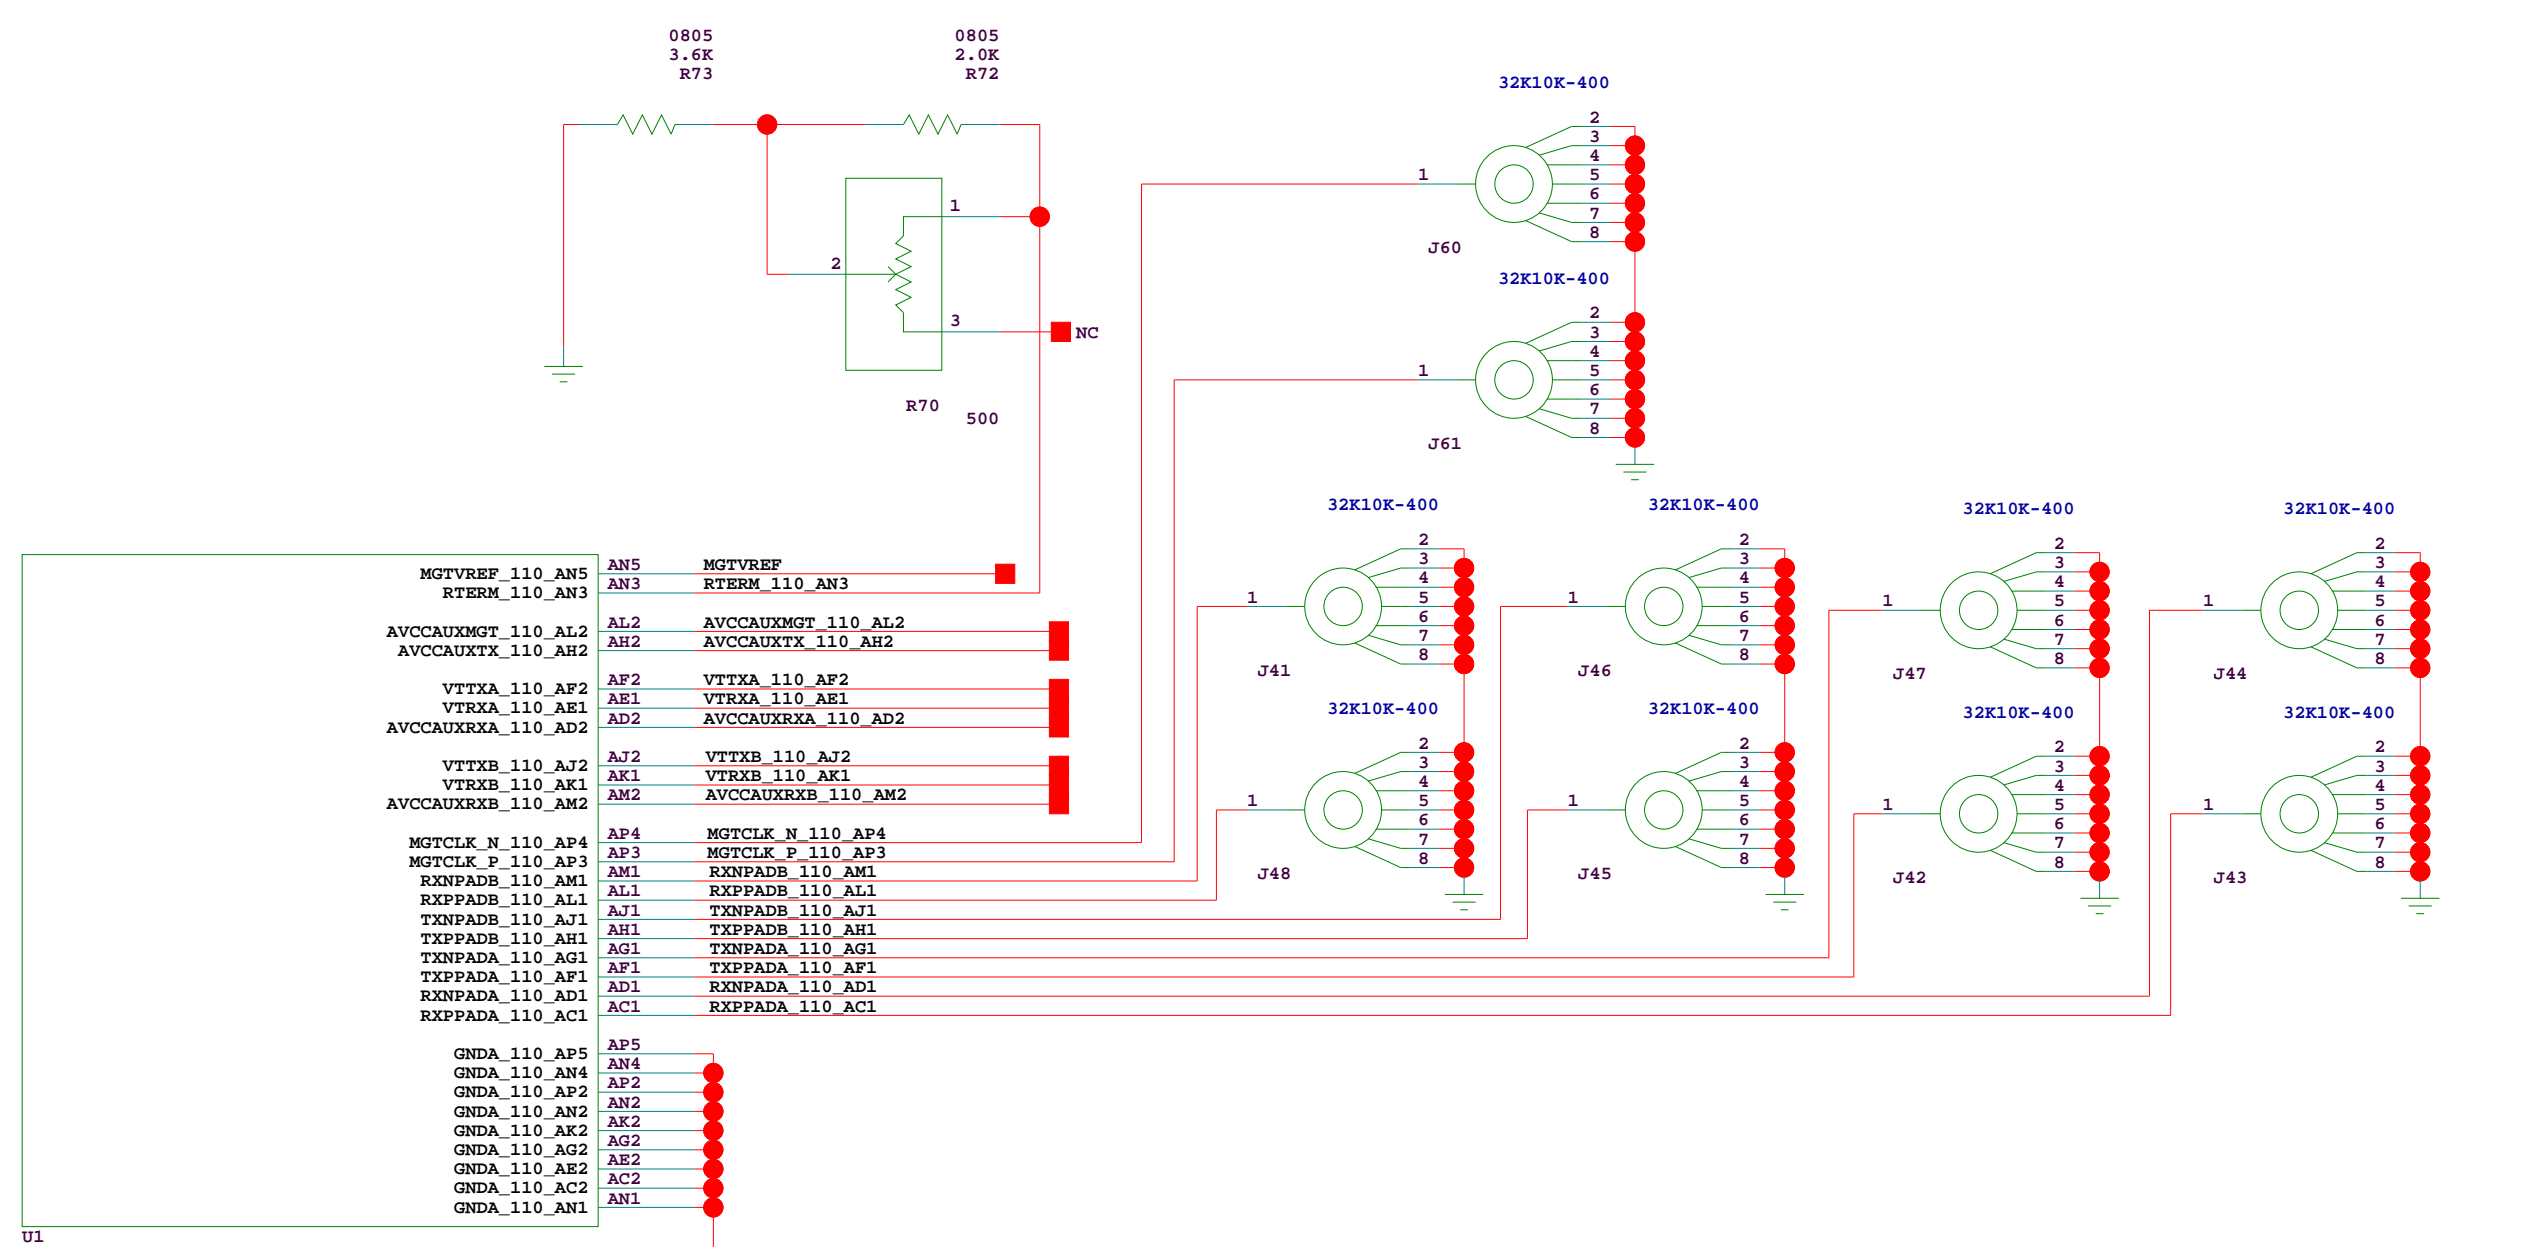 0805
3.6K
R73
0805
2.0K
R72
1
2
3
NC
R70
500
32K10K-400
1
2
3
4
5
6
7
8
J60
32K10K-400
1
2
3
4
5
6
7
8
J61
32K10K-400
1
2
3
4
5
6
7
8
J41
32K10K-400
1
2
3
4
5
6
7
8
J46
32K10K-400
1
2
3
4
5
6
7
8
J47
32K10K-400
1
2
3
4
5
6
7
8
J44
32K10K-400
1
2
3
4
5
6
7
8
J48
32K10K-400
1
2
3
4
5
6
7
8
J45
32K10K-400
1
2
3
4
5
6
7
8
J42
32K10K-400
1
2
3
4
5
6
7
8
J43
MGTVREF_110_AN5 AN5 MGTVREF
RTERM_110_AN3 AN3 RTERM_110_AN3
AVCCAUXMGT_110_AL2 AL2 AVCCAUXMGT_110_AL2
AVCCAUXTX_110_AH2 AH2 AVCCAUXTX_110_AH2
VTTXA_110_AF2 AF2 VTTXA_110_AF2
VTRXA_110_AE1 AE1 VTRXA_110_AE1
AVCCAUXRXA_110_AD2 AD2 AVCCAUXRXA_110_AD2
VTTXB_110_AJ2 AJ2 VTTXB_110_AJ2
VTRXB_110_AK1 AK1 VTRXB_110_AK1
AVCCAUXRXB_110_AM2 AM2 AVCCAUXRXB_110_AM2
MGTCLK_N_110_AP4 AP4 MGTCLK_N_110_AP4
MGTCLK_P_110_AP3 AP3 MGTCLK_P_110_AP3
RXNPADB_110_AM1 AM1 RXNPADB_110_AM1
RXPPADB_110_AL1 AL1 RXPPADB_110_AL1
TXNPADB_110_AJ1 AJ1 TXNPADB_110_AJ1
TXPPADB_110_AH1 AH1 TXPPADB_110_AH1
TXNPADA_110_AG1 AG1 TXNPADA_110_AG1
TXPPADA_110_AF1 AF1 TXPPADA_110_AF1
RXNPADA_110_AD1 AD1 RXNPADA_110_AD1
RXPPADA_110_AC1 AC1 RXPPADA_110_AC1
GNDA_110_AP5 AP5
GNDA_110_AN4 AN4
GNDA_110_AP2 AP2
GNDA_110_AN2 AN2
GNDA_110_AK2 AK2
GNDA_110_AG2 AG2
GNDA_110_AE2 AE2
GNDA_110_AC2 AC2
GNDA_110_AN1 AN1
U1